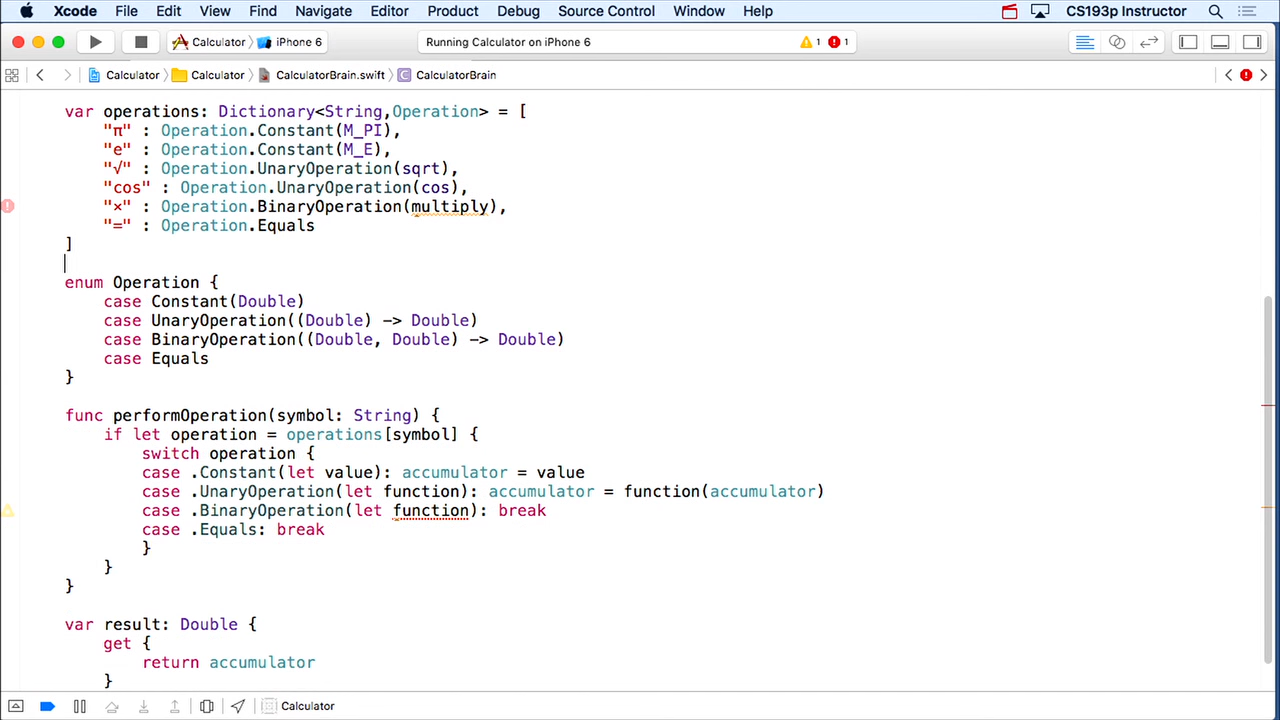 Xcode File Edit View Find Navigate Editor Product Debug Source Control Window Help CS193p Instructor
Calculator iPhone 6 Running Calculator on iPhone 6 1 1
Calculator Calculator CalculatorBrain.swift C CalculatorBrain
var operations: Dictionary<String,Operation> = [
"π" : Operation.Constant(M_PI),
"e" : Operation.Constant(M_E),
"√" : Operation.UnaryOperation(sqrt),
"cos" : Operation.UnaryOperation(cos),
"×" : Operation.BinaryOperation(multiply),
"=" : Operation.Equals
]
enum Operation {
case Constant(Double)
case UnaryOperation((Double) -> Double)
case BinaryOperation((Double, Double) -> Double)
case Equals
}
func performOperation(symbol: String) {
if let operation = operations[symbol] {
switch operation {
case .Constant(let value): accumulator = value
case .UnaryOperation(let function): accumulator = function(accumulator)
case .BinaryOperation(let function): break
case .Equals: break
}
}
}
var result: Double {
get {
return accumulator
}
Calculator